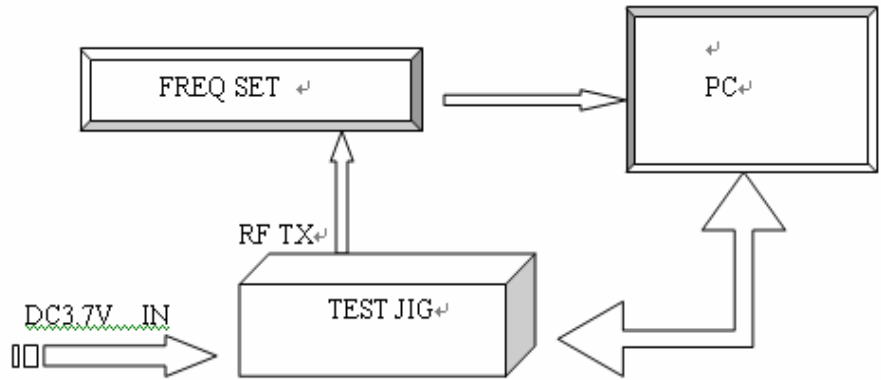 FREQ SET
PC
RF TX
TEST JIG
DC3.7V IN